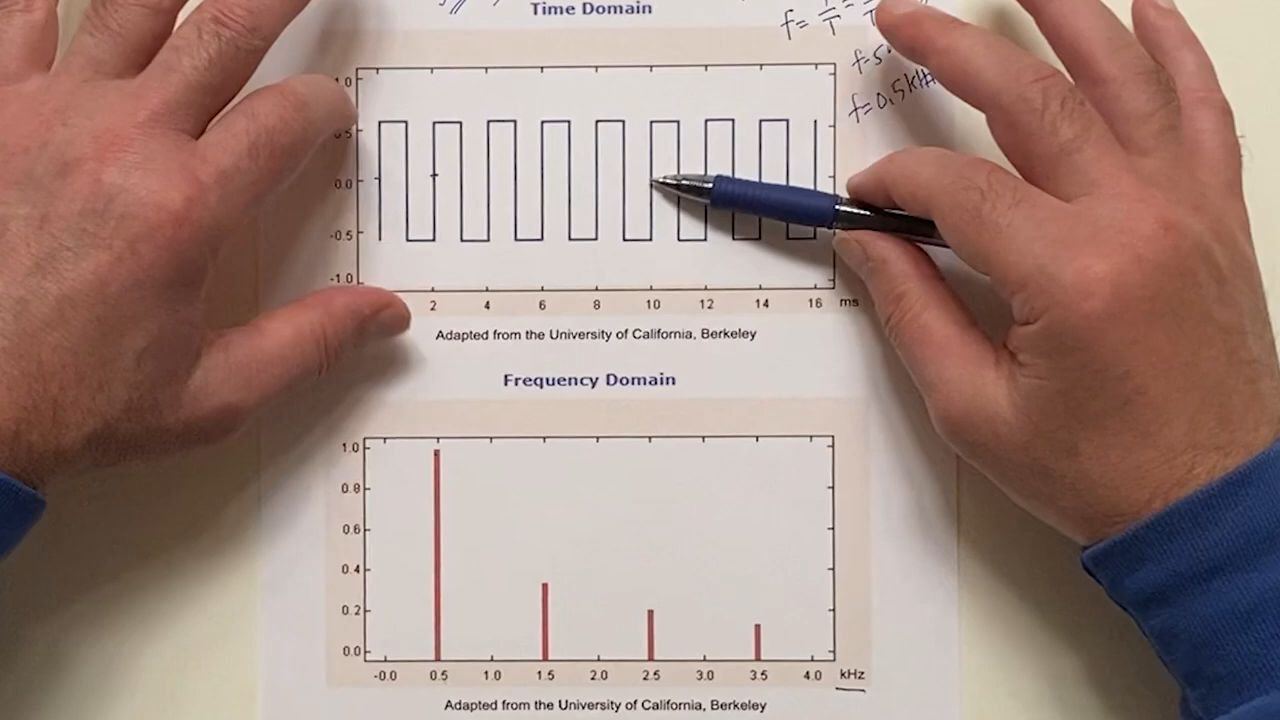 Time Domain
f=0.5kHz
1.0
0.5
0.0
-0.5
-1.0
2 4 6 8 10 12 14 16 ms
Adapted from the University of California, Berkeley
Frequency Domain
1.0
0.8
0.6
0.4
0.2
0.0
-0.0 0.5 1.0 1.5 2.0 2.5 3.0 3.5 4.0 kHz
Adapted from the University of California, Berkeley